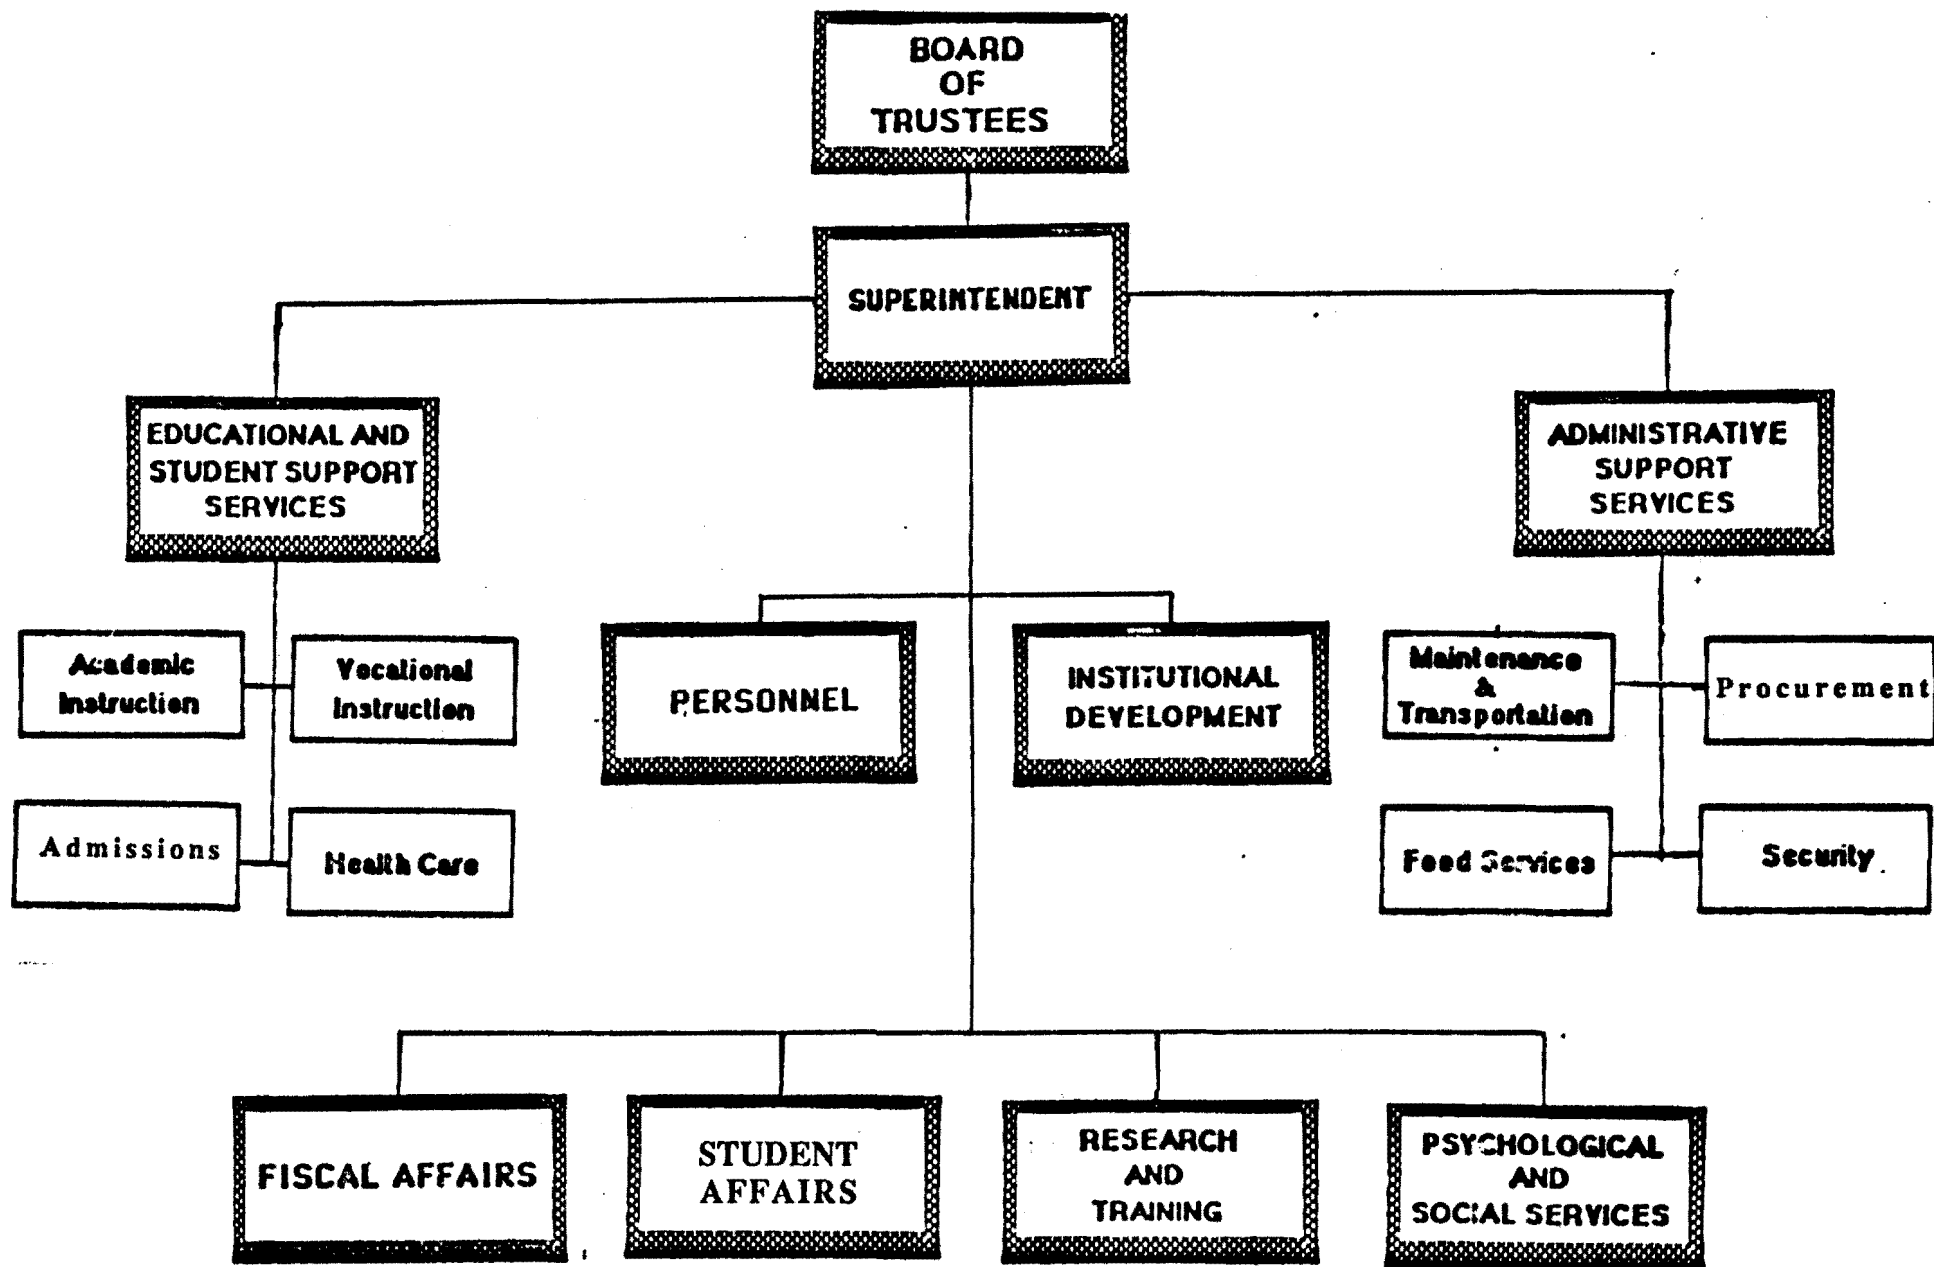 BOARD
OF
TRUSTEES
SUPERINTENDENT
EDUCATIONAL AND
STUDENT SUPPORT
SERVICES
ADMINISTRATIVE
SUPPORT
SERVICES
Academic
Instruction
Vocational
Instruction
PERSONNEL
INSTITUTIONAL
DEVELOPMENT
Maintenance
&
Transportation
Procurement
Admissions
Health Care
Food Services
Security
FISCAL AFFAIRS
STUDENT
AFFAIRS
RESEARCH
AND
TRAINING
PSYCHOLOGICAL
AND
SOCIAL SERVICES